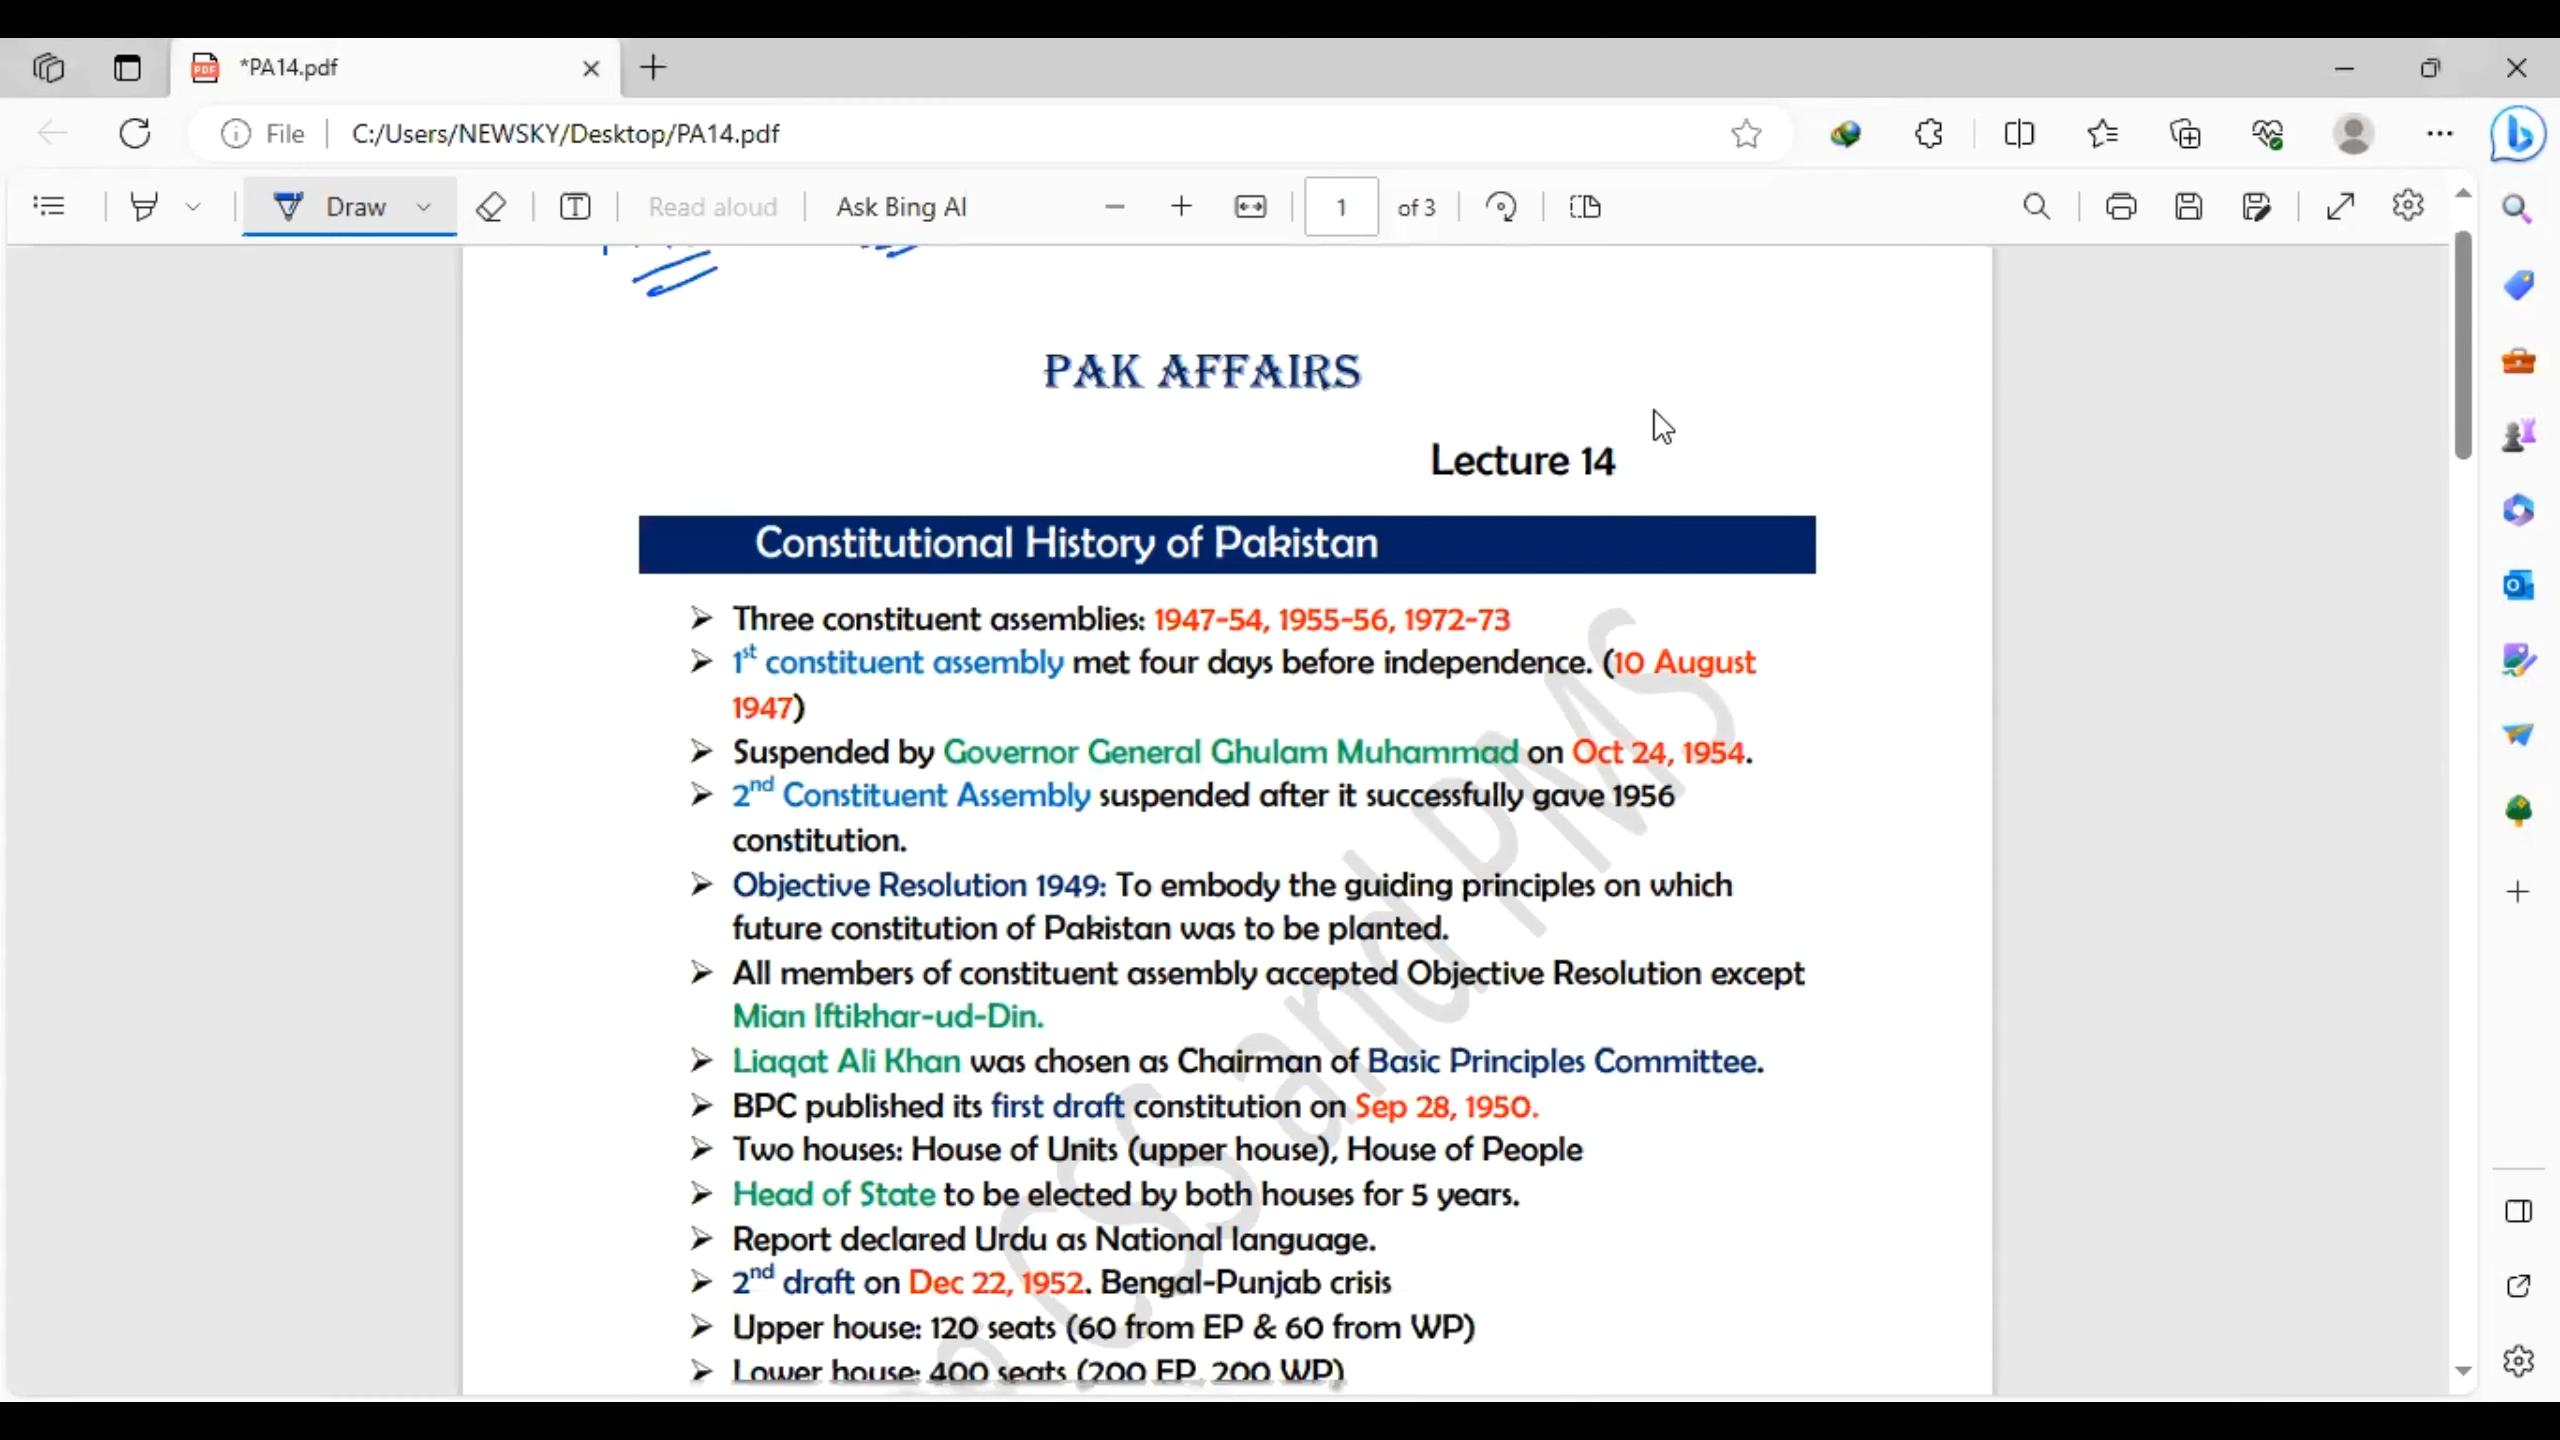 *PA14.pdf
File
C:/Users/NEWSKY/Desktop/PA14.pdf
Draw
Read aloud
Ask Bing AI
1
of 3
PAK AFFAIRS
Lecture 14
Constitutional History of Pakistan
➢ Three constituent assemblies: 1947-54, 1955-56, 1972-73
➢ 1st constituent assembly met four days before independence. (10 August
1947)
➢ Suspended by Governor General Ghulam Muhammad on Oct 24, 1954.
➢ 2nd Constituent Assembly suspended after it successfully gave 1956
constitution.
➢ Objective Resolution 1949: To embody the guiding principles on which
future constitution of Pakistan was to be planted.
➢ All members of constituent assembly accepted Objective Resolution except
Mian Iftikhar-ud-Din.
➢ Liaqat Ali Khan was chosen as Chairman of Basic Principles Committee.
➢ BPC published its first draft constitution on Sep 28, 1950.
➢ Two houses: House of Units (upper house), House of People
➢ Head of State to be elected by both houses for 5 years.
➢ Report declared Urdu as National language.
➢ 2nd draft on Dec 22, 1952. Bengal-Punjab crisis
➢ Upper house: 120 seats (60 from EP & 60 from WP)
➢ Lower house: 400 seats (200 EP, 200 WP)
CSS and PMS